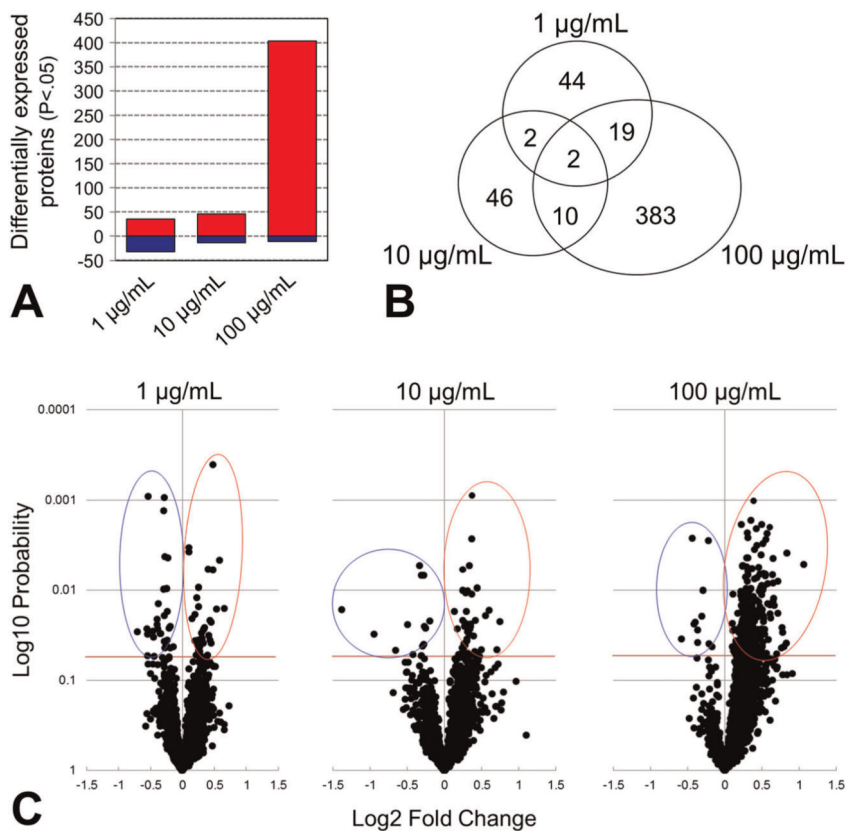 450
400
350
300
250
200
150
100
50
0
-50
Differentially expressed
proteins (P<.05)
1 µg/mL
10 µg/mL
100 µg/mL
A
1 µg/mL
44
2
19
2
46
10
383
10 µg/mL
100 µg/mL
B
1 µg/mL
10 µg/mL
100 µg/mL
0.0001
0.001
0.01
0.1
1
Log10 Probability
-1.5 -1 -0.5 0 0.5 1 1.5
-1.5 -1 -0.5 0 0.5 1 1.5
-1.5 -1 -0.5 0 0.5 1 1.5
C
Log2 Fold Change